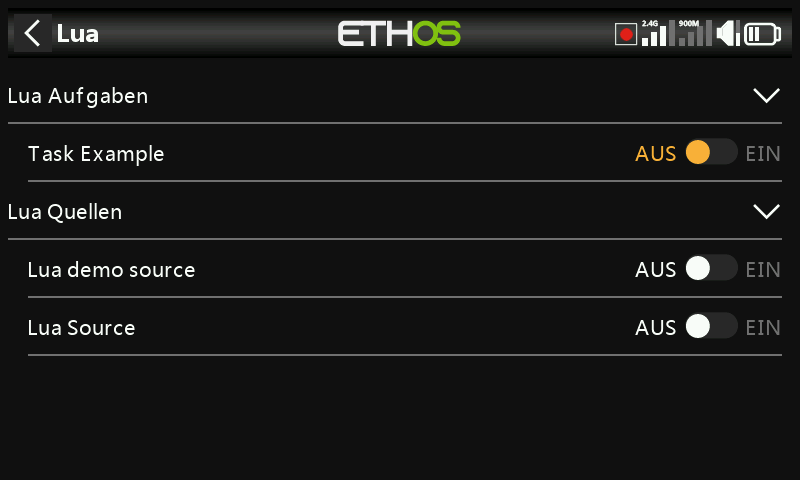 Lua
ETHOS
2.4G
900M
Lua Aufgaben
Task Example AUS EIN
Lua Quellen
Lua demo source AUS EIN
Lua Source AUS EIN